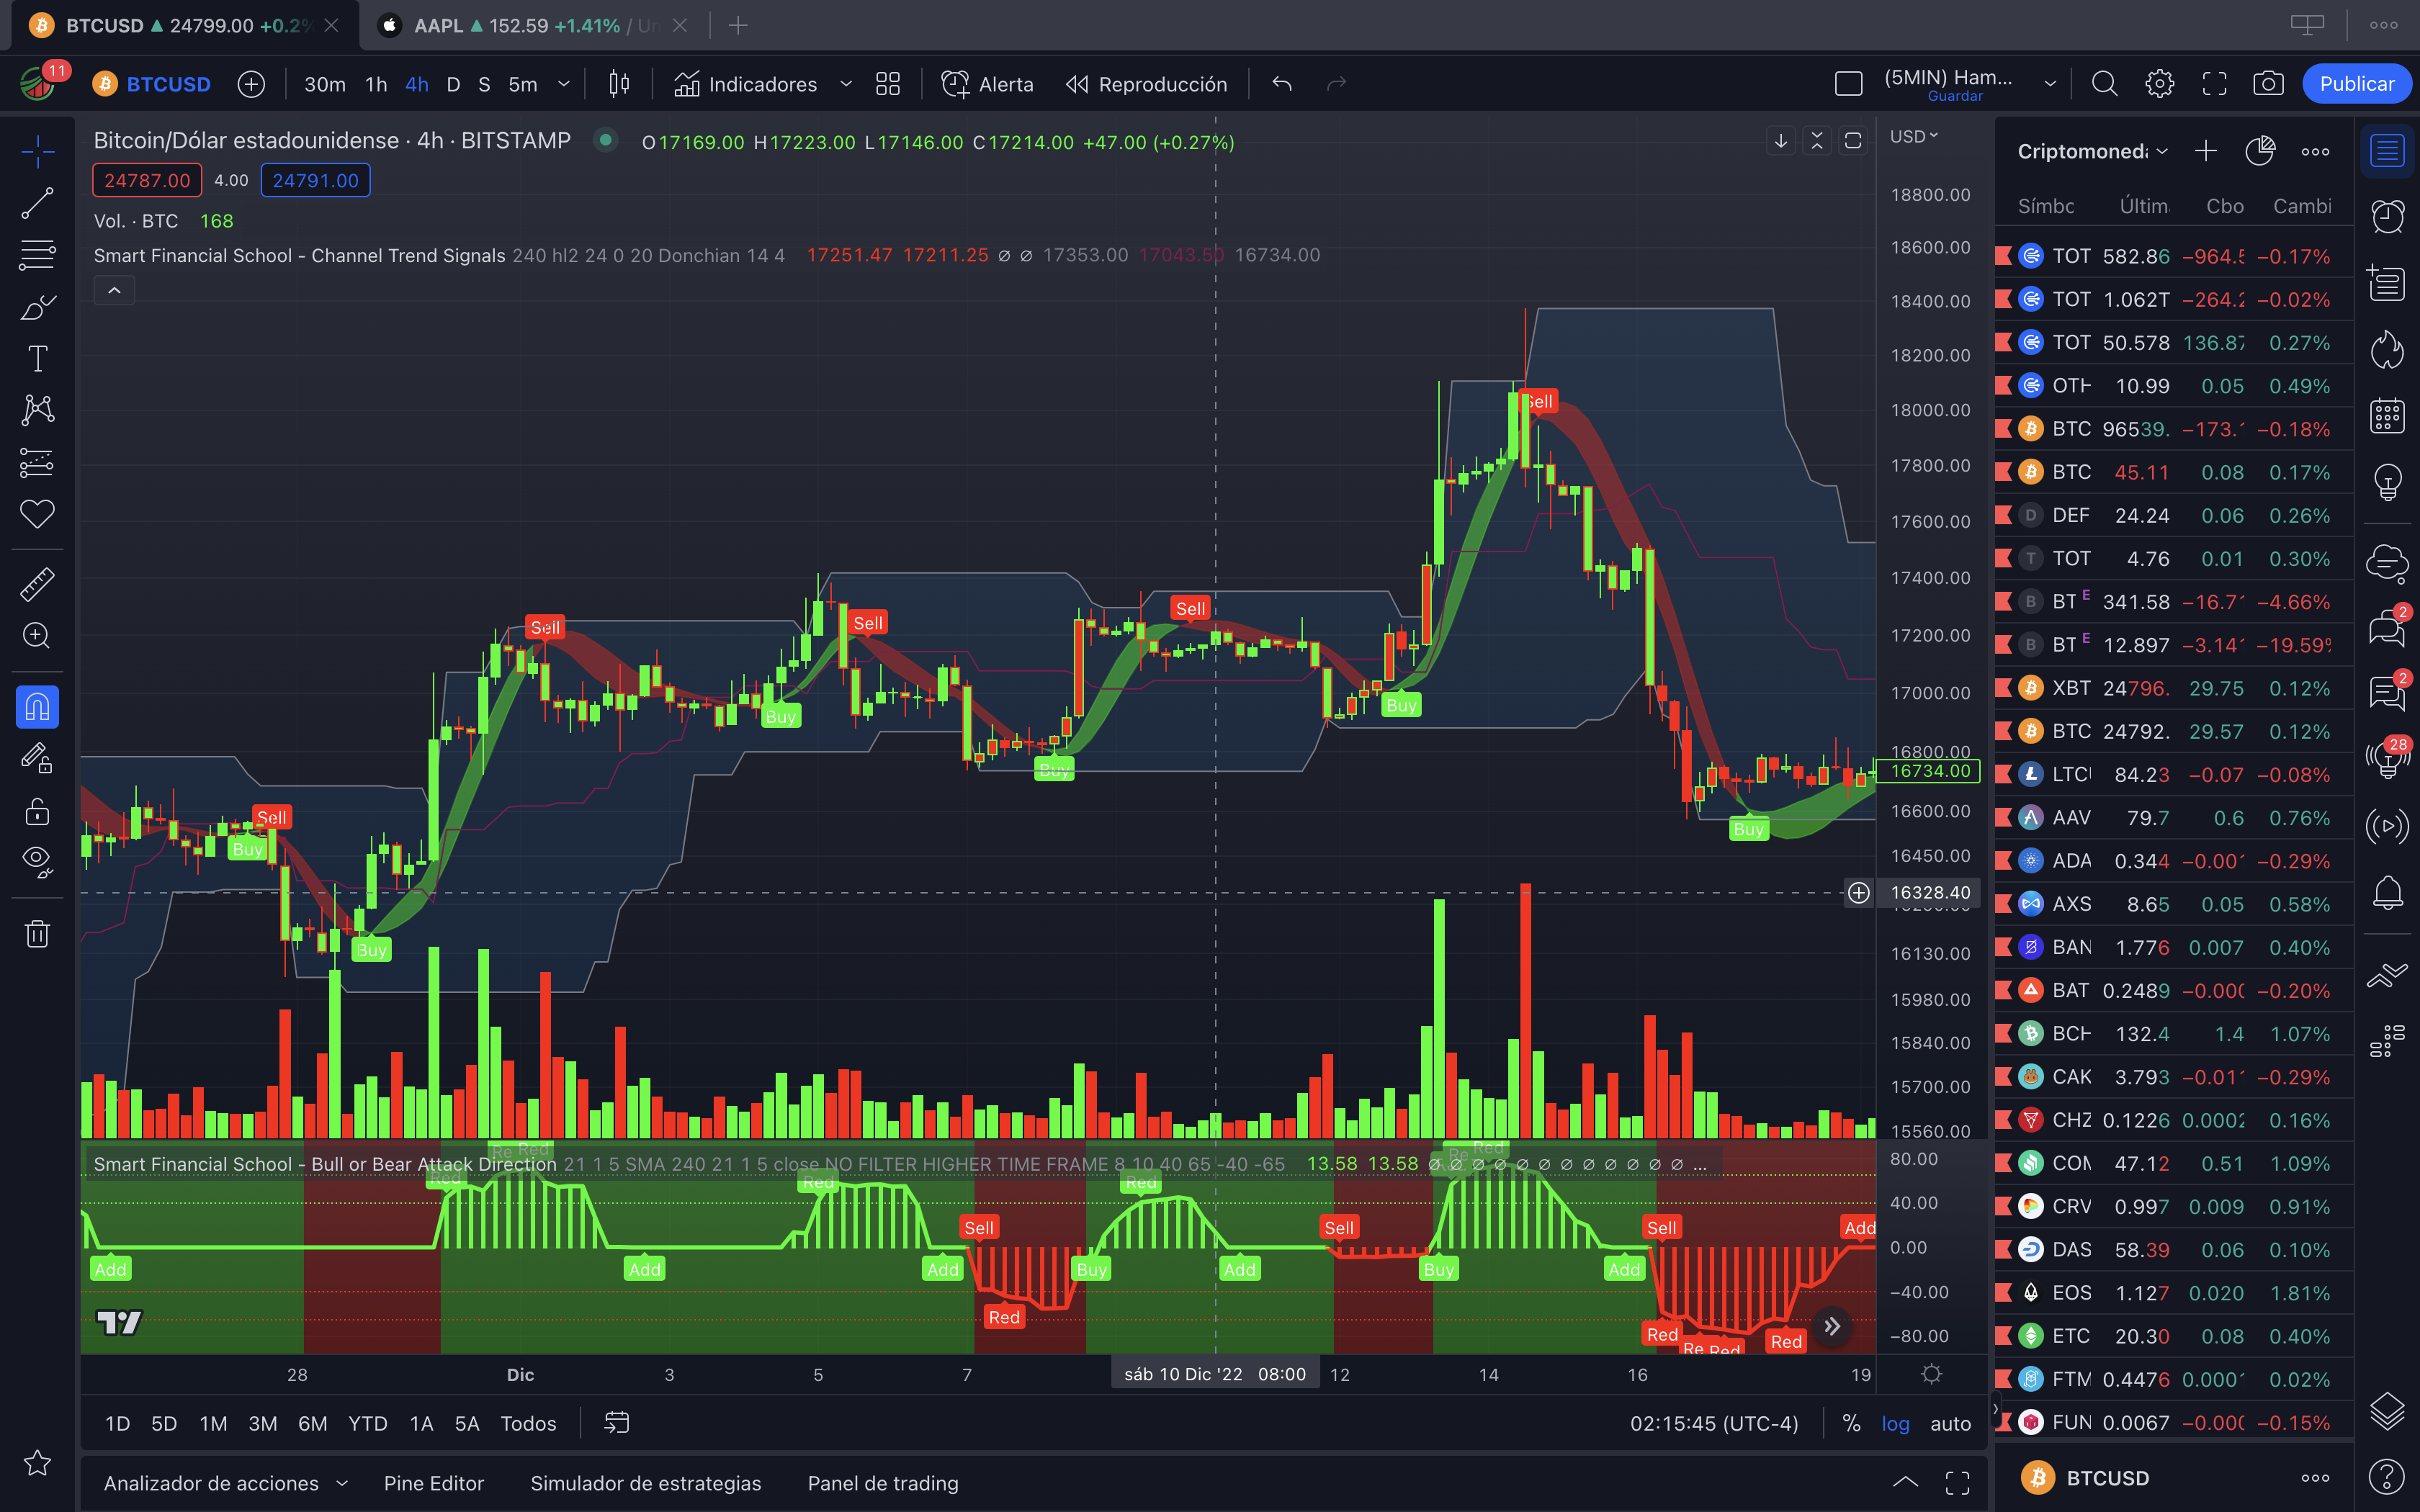 BTCUSD ▲ 24799.00 +0.2%
AAPL ▲ 152.59 +1.41% / Un
11
BTCUSD 30m 1h 4h D S 5m Indicadores Alerta Reproducción
(5MIN) Ham...
Guardar
Publicar
Bitcoin/Dólar estadounidense · 4h · BITSTAMP O17169.00 H17223.00 L17146.00 C17214.00 +47.00 (+0.27%)
24787.00 4.00 24791.00
Vol. · BTC 168
Smart Financial School - Channel Trend Signals 240 hl2 24 0 20 Donchian 14 4 17251.47 17211.25 ∅ ∅ 17353.00 17043.50 16734.00
USD
18800.00
18600.00
18400.00
18200.00
18000.00
17800.00
17600.00
17400.00
17200.00
17000.00
16800.00
16734.00
16600.00
16450.00
16328.40
16130.00
15980.00
15840.00
15700.00
15560.00
Sell
Sell
Sell
Sell
Sell
Buy
Buy
Buy
Buy
Buy
Buy
Smart Financial School - Bull or Bear Attack Direction 21 1 5 SMA 240 21 1 5 close NO FILTER HIGHER TIME FRAME 8 10 40 65 -40 -65 13.58 13.58 ∅ ∅ ∅ ∅ ∅ ∅ ∅ ∅ ∅ ∅ ∅ ∅ ...
Re Red
Re Red
Red Red Red
Sell Sell Sell Add
Add Add Add Buy Add Buy Add
Red Red Re Red Red
80.00
40.00
0.00
−40.00
−80.00
28 Dic 3 5 7 sáb 10 Dic '22 08:00 12 14 16 19
1D 5D 1M 3M 6M YTD 1A 5A Todos
02:15:45 (UTC-4) % log auto
Analizador de acciones Pine Editor Simulador de estrategias Panel de trading
Criptomoned
Símbc Últim Cbo Cambi
TOT 582.86 −964.5 −0.17%
TOT 1.062T −264.2 −0.02%
TOT 50.578 136.87 0.27%
OTH 10.99 0.05 0.49%
BTC 96539. −173. −0.18%
BTC 45.11 0.08 0.17%
D DEF 24.24 0.06 0.26%
T TOT 4.76 0.01 0.30%
B BT E 341.58 −16.7 −4.66%
B BT E 12.897 −3.14 −19.59%
XBT 24796. 29.75 0.12%
BTC 24792. 29.57 0.12%
LTC 84.23 −0.07 −0.08%
AAV 79.7 0.6 0.76%
ADA 0.344 −0.00 −0.29%
AXS 8.65 0.05 0.58%
BAN 1.776 0.007 0.40%
BAT 0.2489 −0.00 −0.20%
BCH 132.4 1.4 1.07%
CAK 3.793 −0.01 −0.29%
CHZ 0.1226 0.0002 0.16%
COM 47.12 0.51 1.09%
CRV 0.997 0.009 0.91%
DAS 58.39 0.06 0.10%
EOS 1.127 0.020 1.81%
ETC 20.30 0.08 0.40%
FTM 0.4476 0.000 0.02%
FUN 0.0067 −0.00 −0.15%
BTCUSD
2
2
28